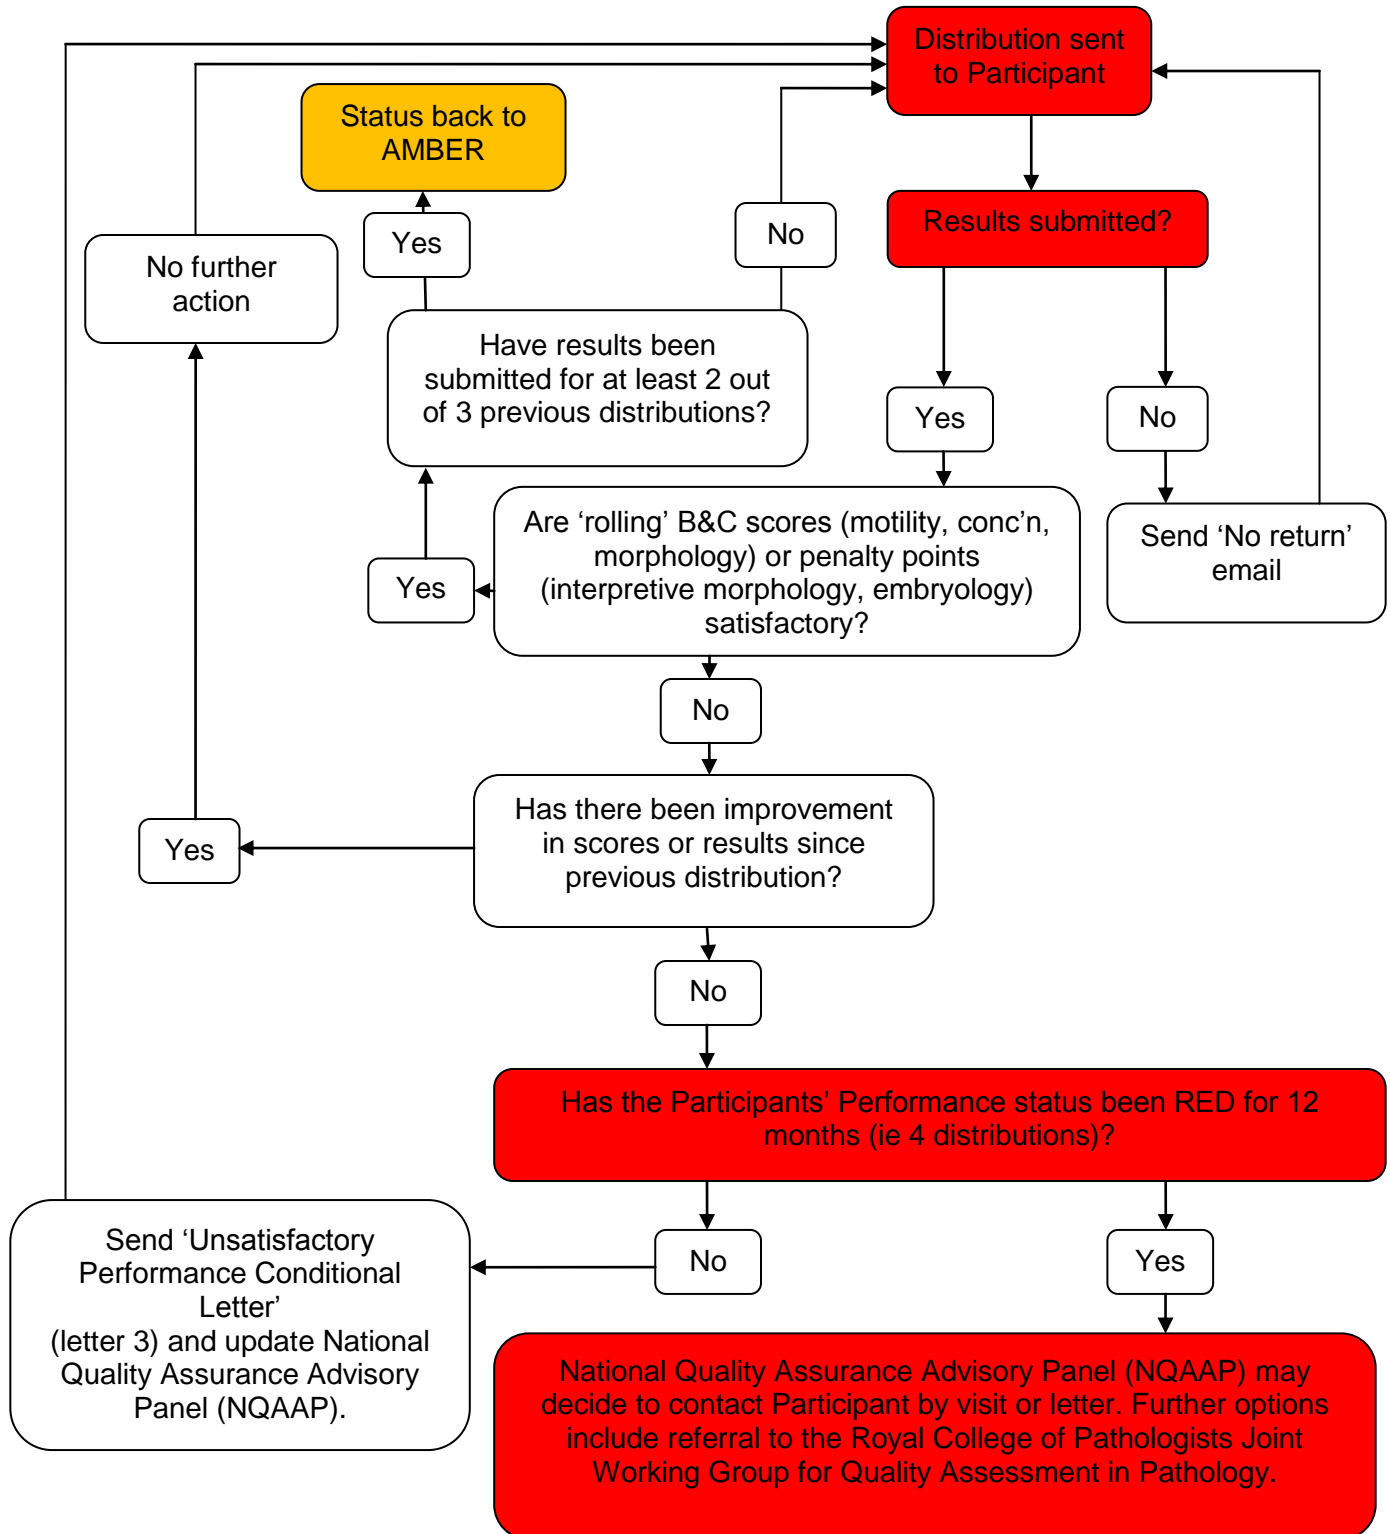 Distribution sent
to Participant
Status back to
AMBER
Results submitted?
Yes
No
No further
action
Have results been
submitted for at least 2 out
of 3 previous distributions?
Yes
No
Are ‘rolling’ B&C scores (motility, conc’n,
morphology) or penalty points
(interpretive morphology, embryology)
satisfactory?
Send ‘No return’
email
Yes
No
Has there been improvement
in scores or results since
previous distribution?
Yes
No
Has the Participants’ Performance status been RED for 12
months (ie 4 distributions)?
No
Yes
Send ‘Unsatisfactory
Performance Conditional
Letter’
(letter 3) and update National
Quality Assurance Advisory
Panel (NQAAP).
National Quality Assurance Advisory Panel (NQAAP) may
decide to contact Participant by visit or letter. Further options
include referral to the Royal College of Pathologists Joint
Working Group for Quality Assessment in Pathology.